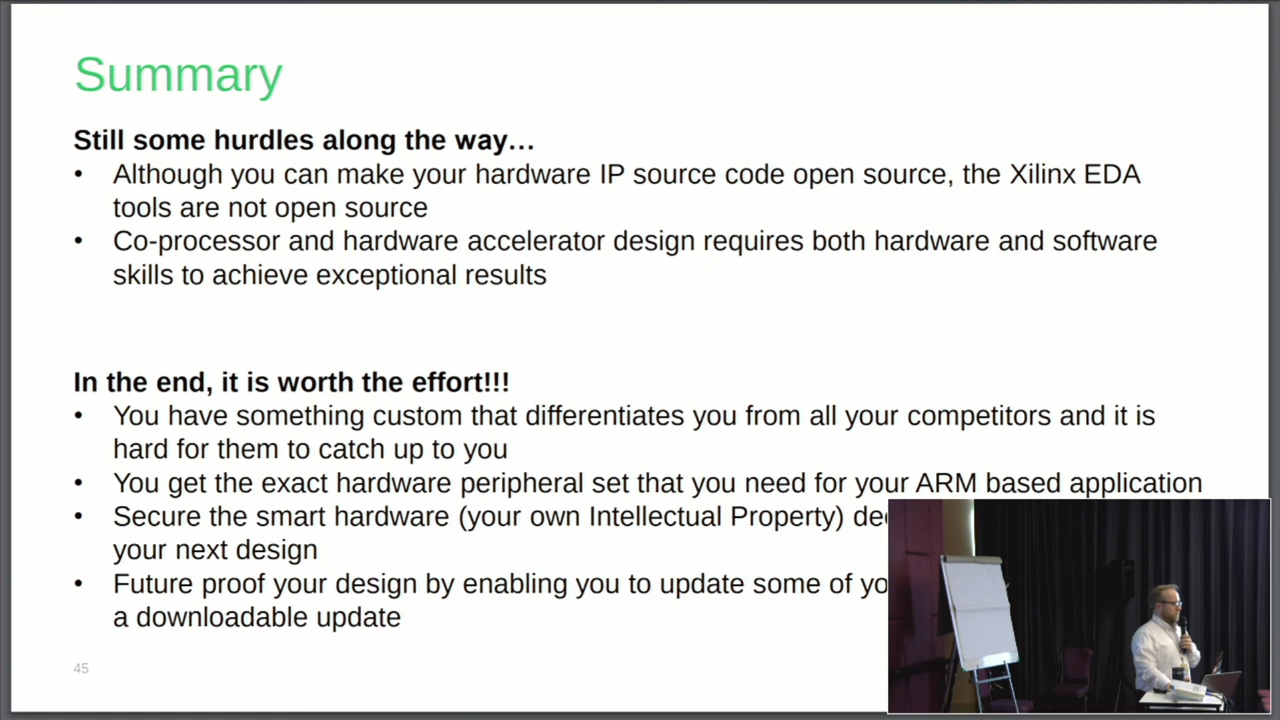 Summary
Still some hurdles along the way…
• Although you can make your hardware IP source code open source, the Xilinx EDA
tools are not open source
• Co-processor and hardware accelerator design requires both hardware and software
skills to achieve exceptional results
In the end, it is worth the effort!!!
• You have something custom that differentiates you from all your competitors and it is
hard for them to catch up to you
• You get the exact hardware peripheral set that you need for your ARM based application
• Secure the smart hardware (your own Intellectual Property)
your next design
• Future proof your design by enabling you to update some of
a downloadable update
45